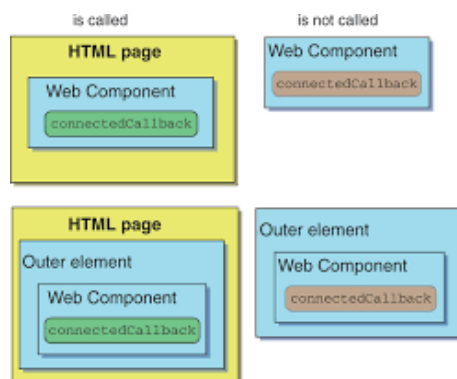 is called
is not called
HTML page
Web Component
connectedCallback
Web Component
connectedCallback
HTML page
Outer element
Web Component
connectedCallback
Outer element
Web Component
connectedCallback